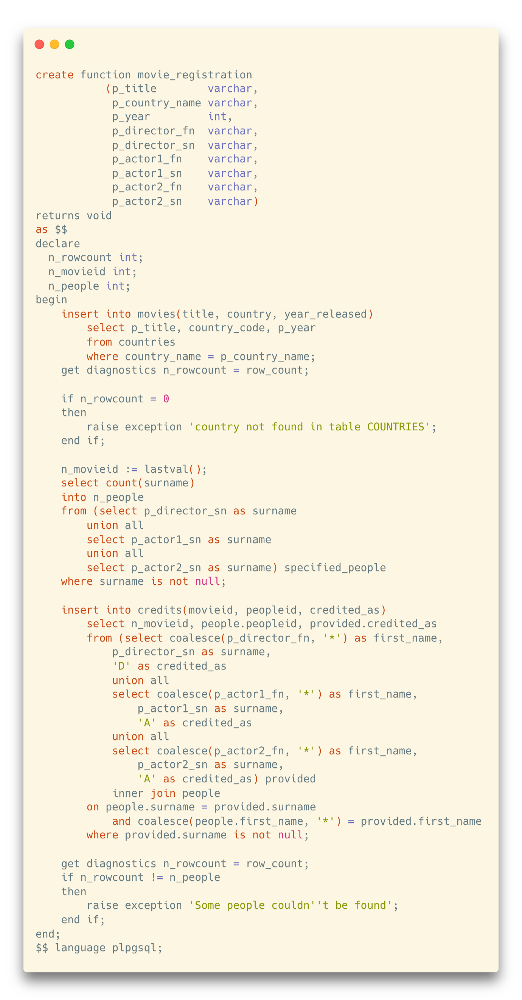 create function movie_registration
           (p_title        varchar,
            p_country_name varchar,
            p_year         int,
            p_director_fn  varchar,
            p_director_sn  varchar,
            p_actor1_fn    varchar,
            p_actor1_sn    varchar,
            p_actor2_fn    varchar,
            p_actor2_sn    varchar)
returns void
as $$
declare
  n_rowcount int;
  n_movieid int;
  n_people int;
begin
    insert into movies(title, country, year_released)
        select p_title, country_code, p_year
        from countries
        where country_name = p_country_name;
    get diagnostics n_rowcount = row_count;

    if n_rowcount = 0
    then
        raise exception 'country not found in table COUNTRIES';
    end if;

    n_movieid := lastval();
    select count(surname)
    into n_people
    from (select p_director_sn as surname
        union all
        select p_actor1_sn as surname
        union all
        select p_actor2_sn as surname) specified_people
    where surname is not null;

    insert into credits(movieid, peopleid, credited_as)
        select n_movieid, people.peopleid, provided.credited_as
        from (select coalesce(p_director_fn, '*') as first_name,
            p_director_sn as surname,
            'D' as credited_as
            union all
            select coalesce(p_actor1_fn, '*') as first_name,
                p_actor1_sn as surname,
                'A' as credited_as
            union all
            select coalesce(p_actor2_fn, '*') as first_name,
                p_actor2_sn as surname,
                'A' as credited_as) provided
            inner join people
        on people.surname = provided.surname
            and coalesce(people.first_name, '*') = provided.first_name
        where provided.surname is not null;

    get diagnostics n_rowcount = row_count;
    if n_rowcount != n_people
    then
        raise exception 'Some people couldn''t be found';
    end if;
end;
$$ language plpgsql;